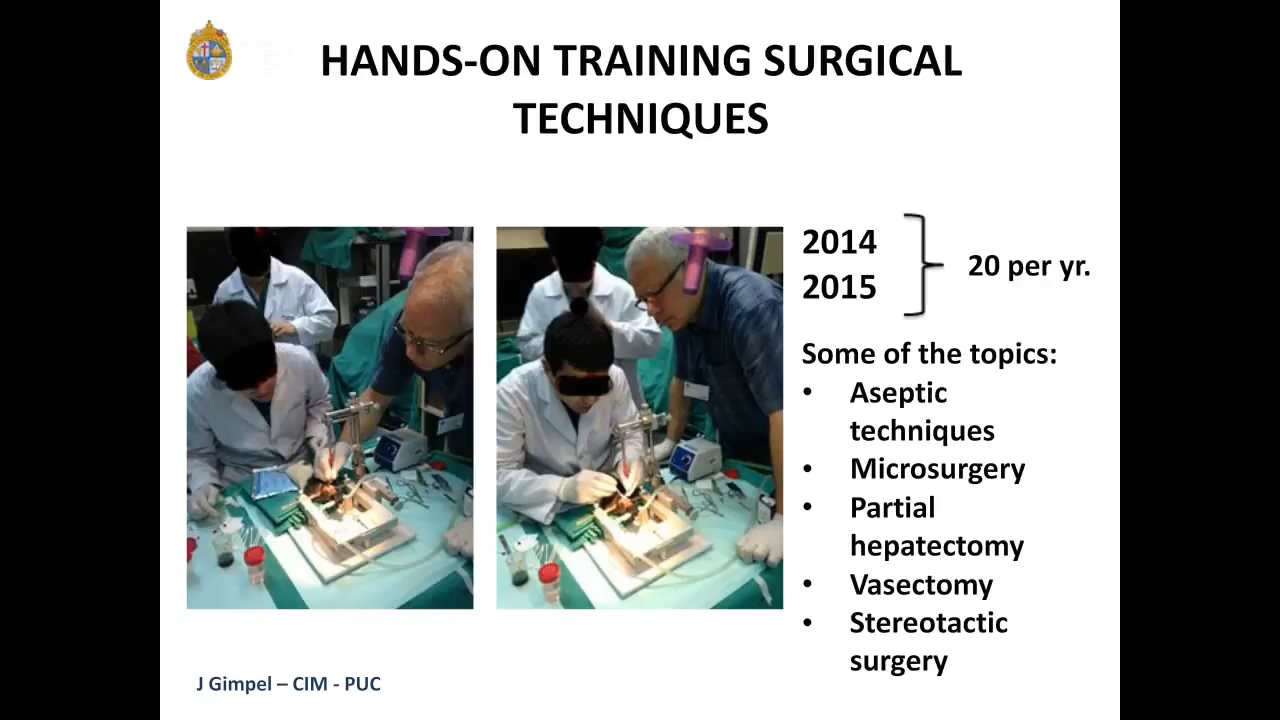 HANDS-ON TRAINING SURGICAL
TECHNIQUES
2014
2015
20 per yr.
Some of the topics:
• Aseptic
techniques
• Microsurgery
• Partial
hepatectomy
• Vasectomy
• Stereotactic
surgery
J Gimpel – CIM - PUC